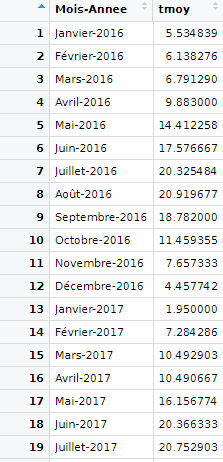 Mois-Annee tmoy
1 Janvier-2016 5.534839
2 Février-2016 6.138276
3 Mars-2016 6.791290
4 Avril-2016 9.883000
5 Mai-2016 14.412258
6 Juin-2016 17.576667
7 Juillet-2016 20.325484
8 Août-2016 20.919677
9 Septembre-2016 18.782000
10 Octobre-2016 11.459355
11 Novembre-2016 7.657333
12 Décembre-2016 4.457742
13 Janvier-2017 1.950000
14 Février-2017 7.284286
15 Mars-2017 10.492903
16 Avril-2017 10.490667
17 Mai-2017 16.156774
18 Juin-2017 20.366333
19 Juillet-2017 20.752903